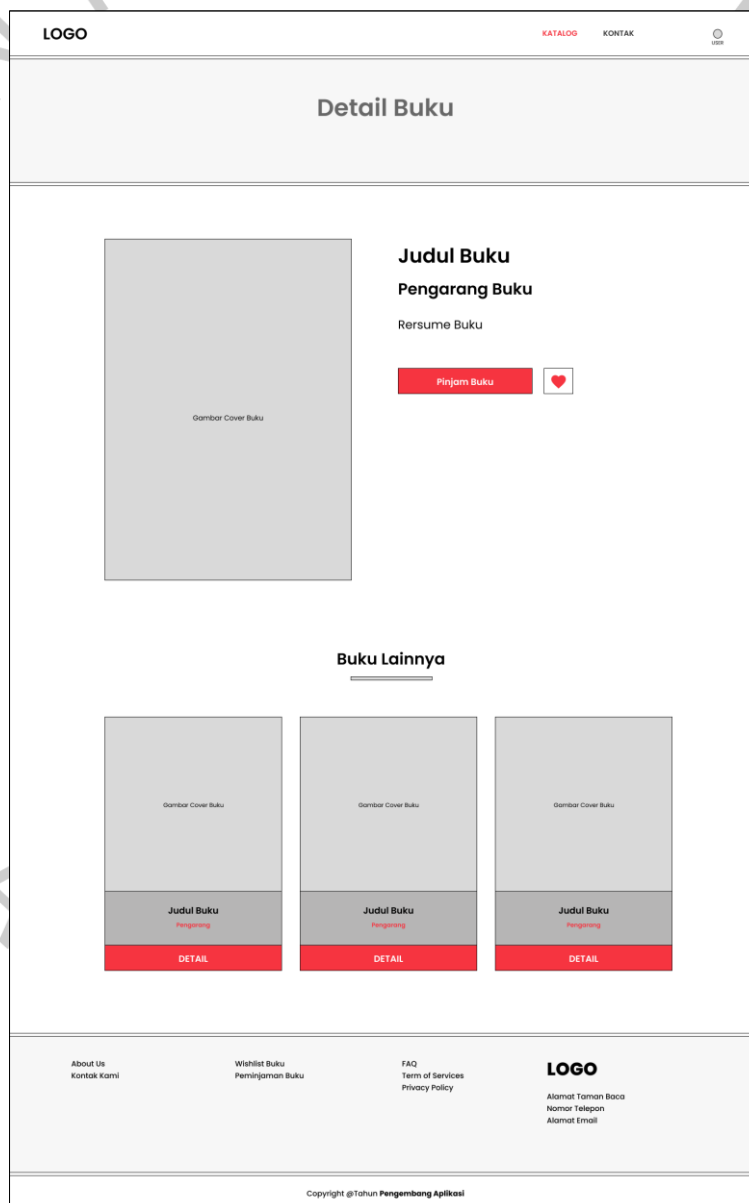 LOGO
KATALOG KONTAK
USER
Detail Buku
Judul Buku
Pengarang Buku
Rersume Buku
Pinjam Buku
Gambar Cover Buku
Buku Lainnya
Gambar Cover Buku
Judul Buku
Pengarang
DETAIL
Gambar Cover Buku
Judul Buku
Pengarang
DETAIL
Gambar Cover Buku
Judul Buku
Pengarang
DETAIL
About Us
Kontak Kami
Wishlist Buku
Peminjaman Buku
FAQ
Term of Services
Privacy Policy
LOGO
Alamat Taman Baca
Nomor Telepon
Alamat Email
Copyright @Tahun Pengembang Aplikasi